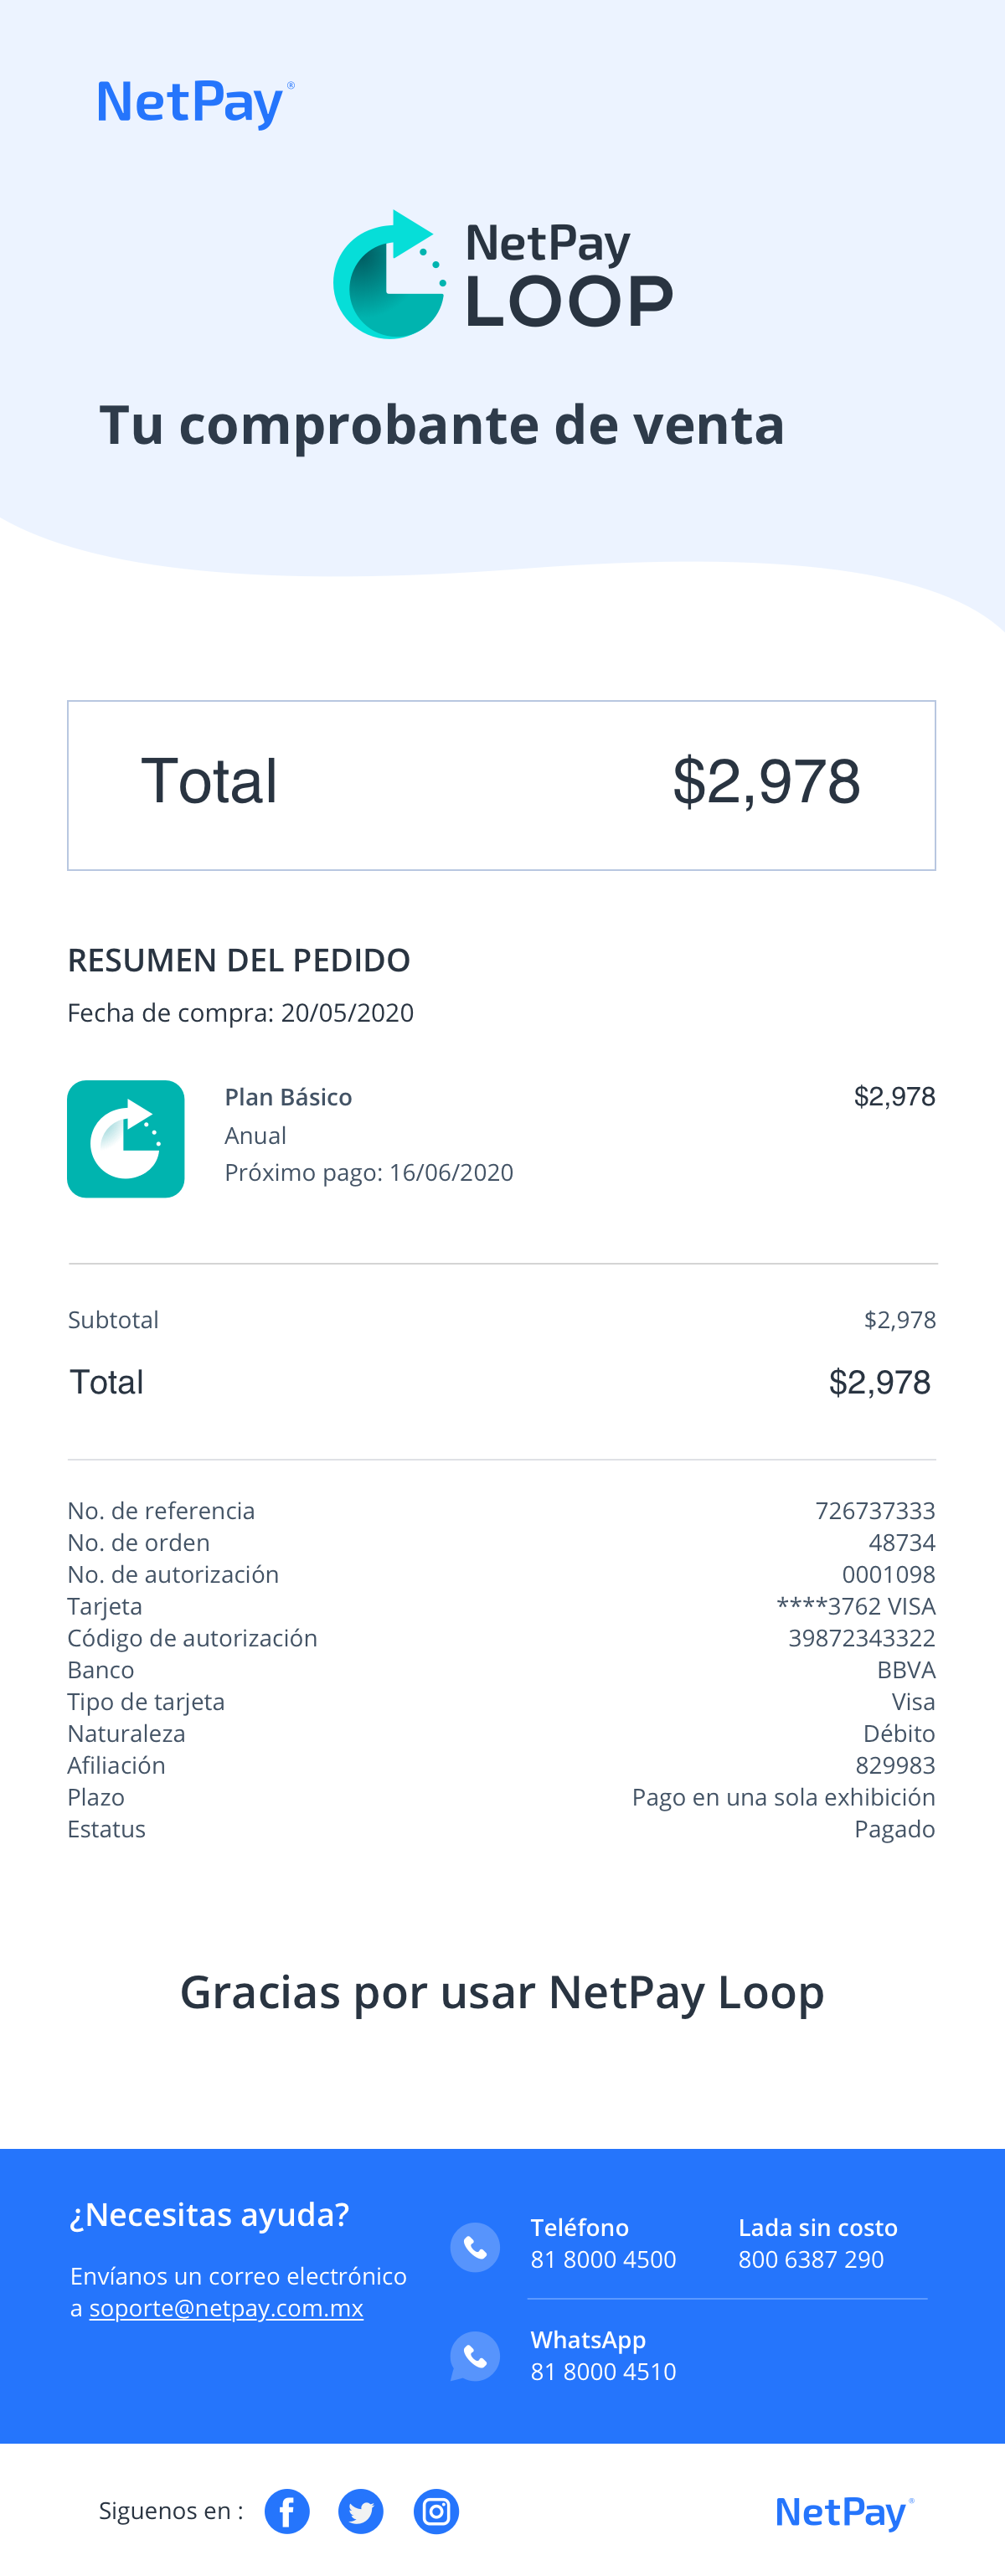 NetPay®
NetPay
LOOP
Tu comprobante de venta
Total $2,978
RESUMEN DEL PEDIDO
Fecha de compra: 20/05/2020
Plan Básico $2,978
Anual
Próximo pago: 16/06/2020
Subtotal $2,978
Total $2,978
No. de referencia 726737333
No. de orden 48734
No. de autorización 0001098
Tarjeta ****3762 VISA
Código de autorización 39872343322
Banco BBVA
Tipo de tarjeta Visa
Naturaleza Débito
Afiliación 829983
Plazo Pago en una sola exhibición
Estatus Pagado
Gracias por usar NetPay Loop
¿Necesitas ayuda?
Envíanos un correo electrónico
a soporte@netpay.com.mx
Teléfono Lada sin costo
81 8000 4500 800 6387 290
WhatsApp
81 8000 4510
Siguenos en : NetPay®